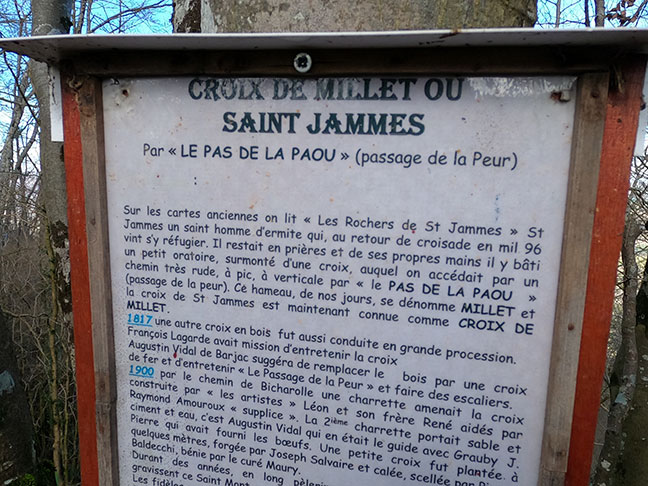 CROIX DE MILLET OU
SAINT JAMMES
Par « LE PAS DE LA PAOU » (passage de la Peur)
Sur les cartes anciennes on lit « Les Rochers de St Jammes » St
Jammes un saint homme d'ermite qui, au retour de croisade en mil 96
vint s'y réfugier. Il restait en prières et de ses propres mains il y bâti
un petit oratoire, surmonté d'une croix, auquel on accédait par un
chemin très rude, à pic, à verticale par « le PAS DE LA PAOU »
(passage de la peur). Ce hameau, de nos jours, se dénomme MILLET et
la croix de St Jammes est maintenant connue comme CROIX DE
MILLET.
1817 une autre croix en bois fut aussi conduite en grande procession.
François Lagarde avait mission d'entretenir la croix
Augustin Vidal de Barjac suggéra de remplacer le bois par une croix
de fer et d'entretenir « Le Passage de la Peur » et faire des escaliers.
1900 par le chemin de Bicharolle une charrette amenait la croix
construite par « les artistes » Léon et son frère René aidés par
Raymond Amouroux « supplice ». La 2ième charrette portait sable et
ciment et eau, c'est Augustin Vidal qui en était le guide avec Grauby J.
Pierre qui avait fourni les bœufs. Une petite croix fut plantée à
quelques mètres, forgée par Joseph Salvaire et calée, scellée par
Baldecchi, bénie par le curé Maury.
Durant des années, en long
gravissent ce Saint
Les